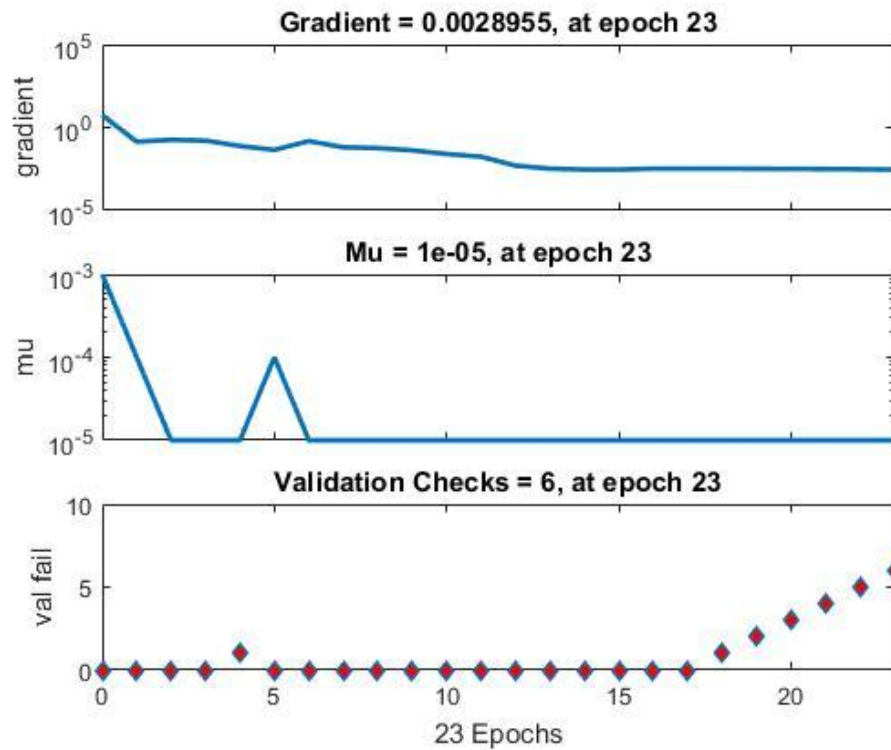 Gradient = 0.0028955, at epoch 23
10^5
10^0
10^-5
gradient
Mu = 1e-05, at epoch 23
10^-3
10^-4
10^-5
mu
Validation Checks = 6, at epoch 23
10
5
0
val fail
0 5 10 15 20
23 Epochs